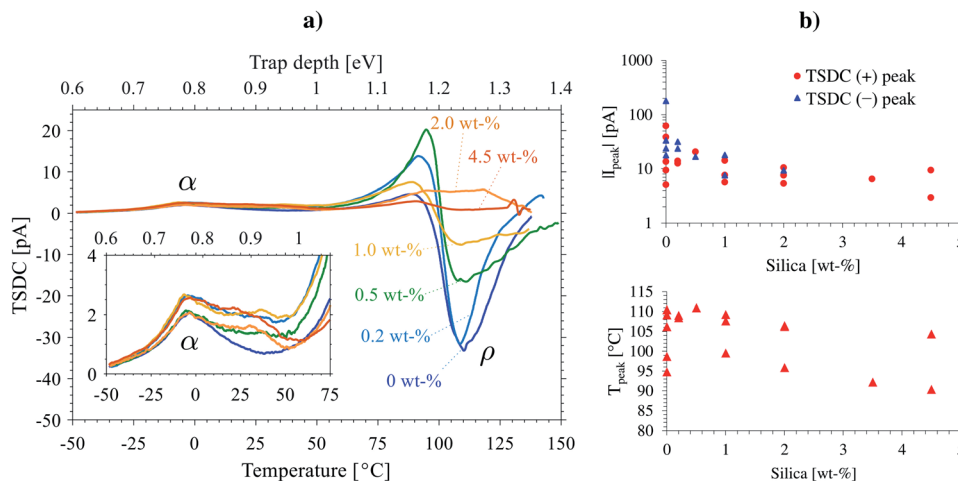 a)
Trap depth [eV]
0.6 0.7 0.8 0.9 1 1.1 1.2 1.3 1.4
20
10
0
-10
-20
-30
-40
-50
TSDC [pA]
α
2.0 wt-%
4.5 wt-%
1.0 wt-%
0.5 wt-%
0.2 wt-%
0 wt-%
ρ
0.6 0.7 0.8 0.9 1
4
2
0
α
-50 -25 0 25 50 75
-50 -25 0 25 50 75 100 125 150
Temperature [°C]
b)
1000
100
10
1
|Ipeak| [pA]
TSDC (+) peak
TSDC (−) peak
0 1 2 3 4 5
Silica [wt-%]
115
110
105
100
95
90
85
80
Tpeak [°C]
0 1 2 3 4 5
Silica [wt-%]